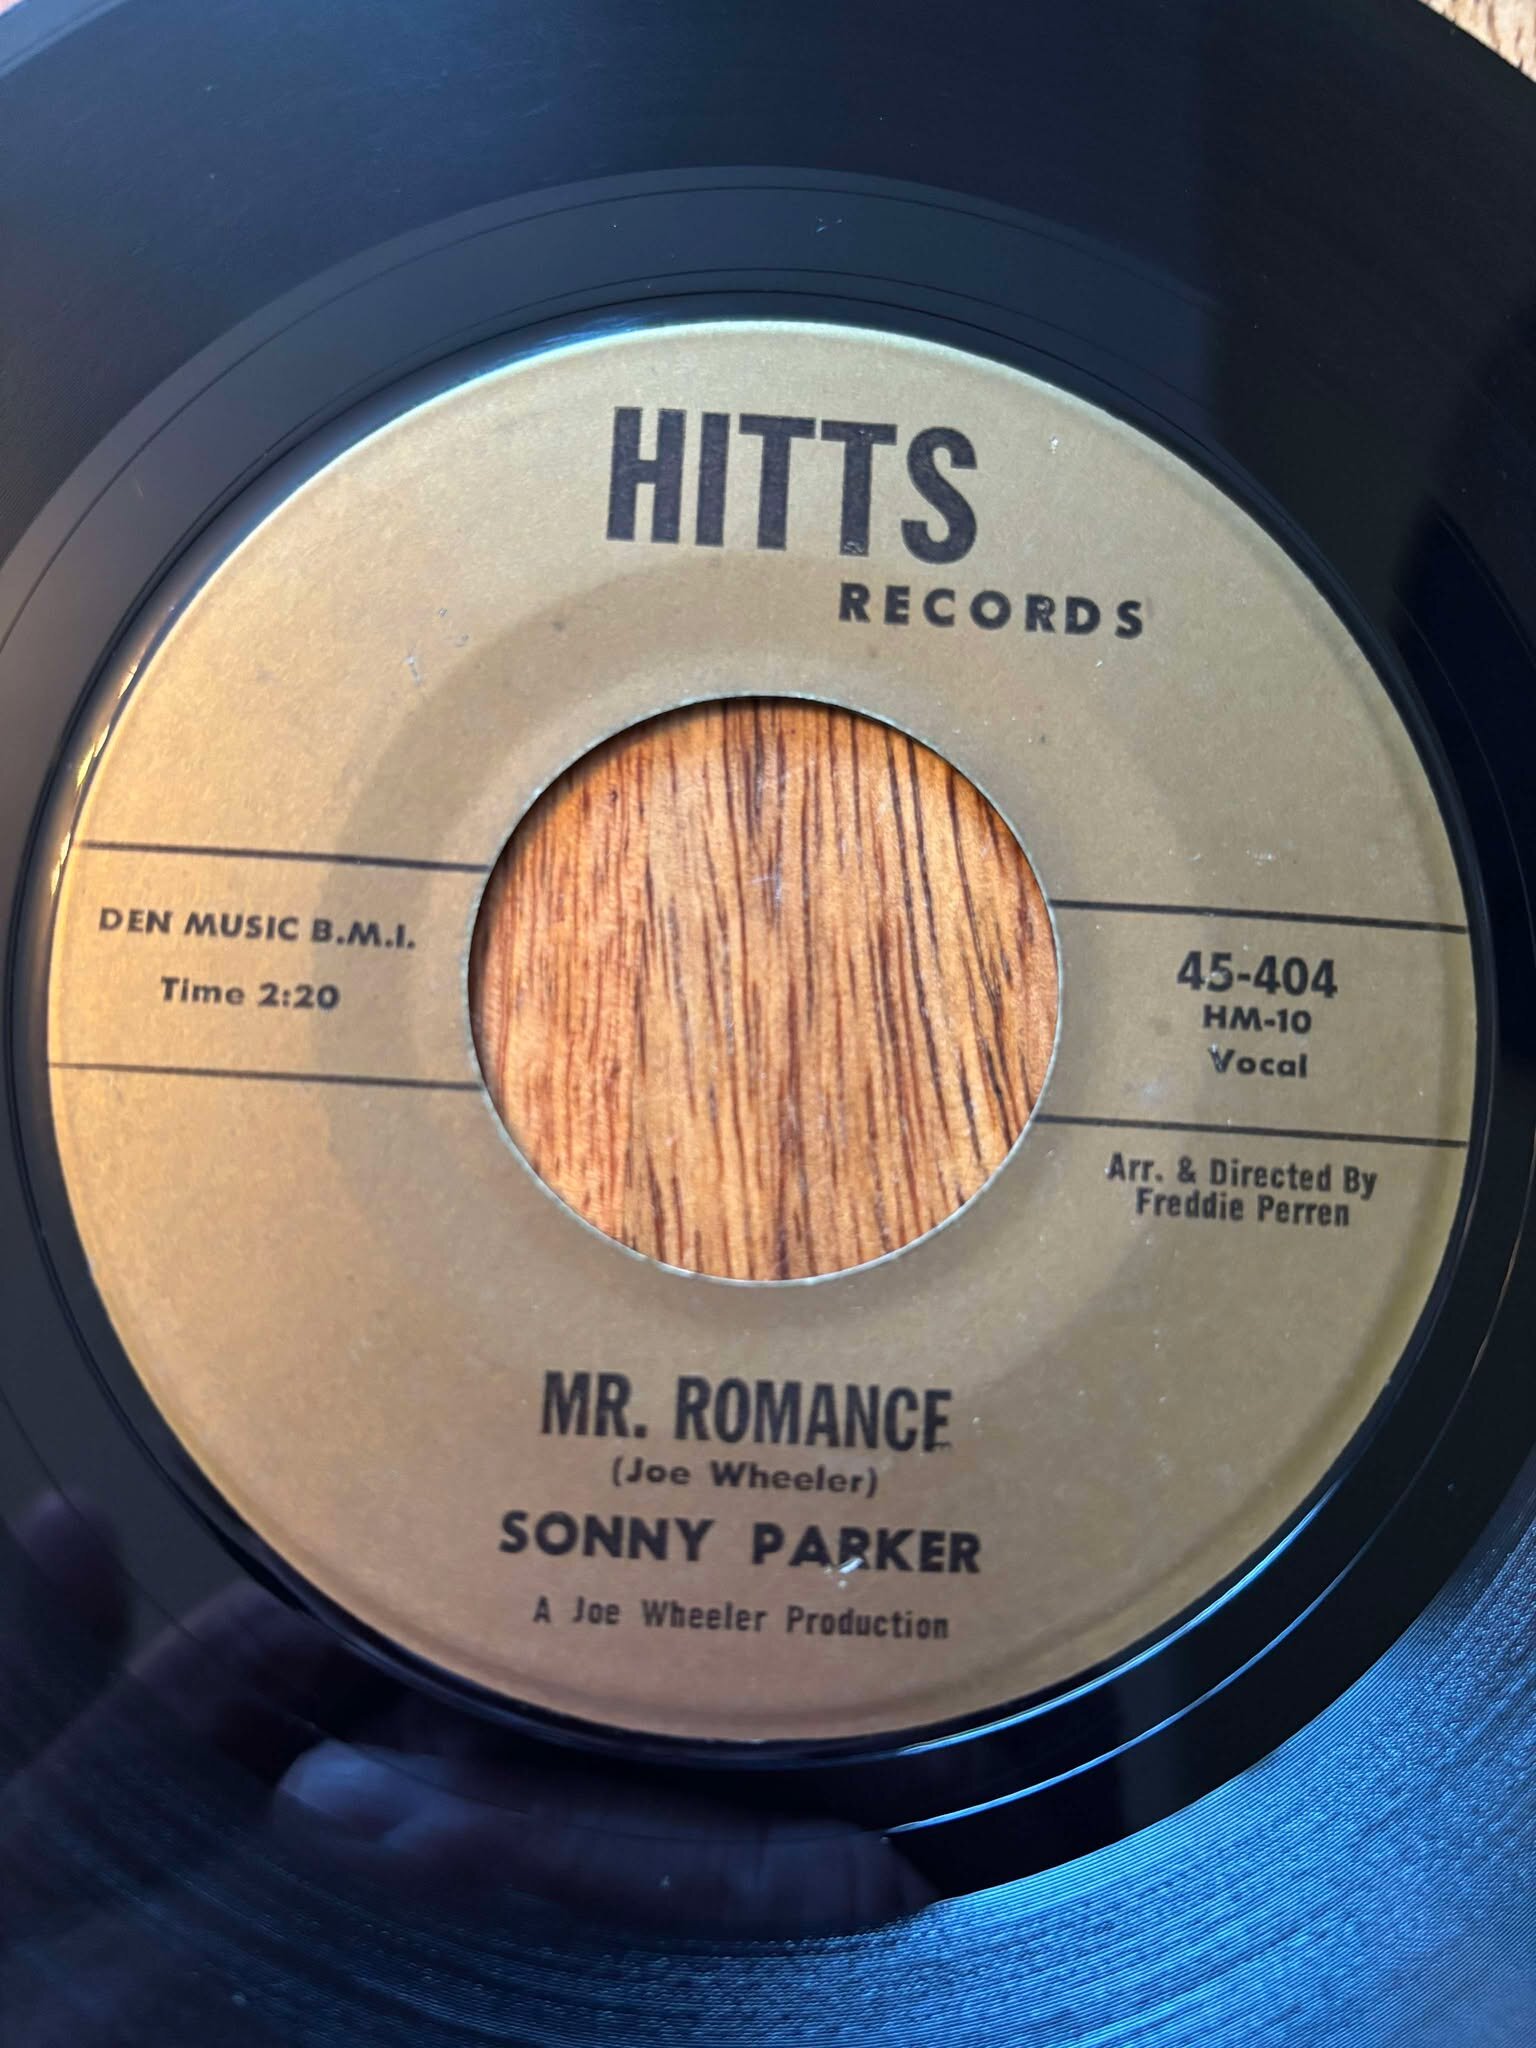 HITTS
RECORDS
DEN MUSIC B.M.I.
Time 2:20
45-404
HM-10
Vocal
Arr. & Directed By
Freddie Perren
MR. ROMANCE
(Joe Wheeler)
SONNY PARKER
A Joe Wheeler Production